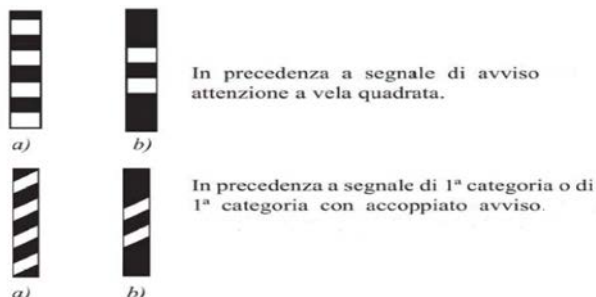 In precedenza a segnale di avviso
attenzione a vela quadrata.
a) b)
In precedenza a segnale di 1ª categoria o di
1ª categoria con accoppiato avviso.
a) b)